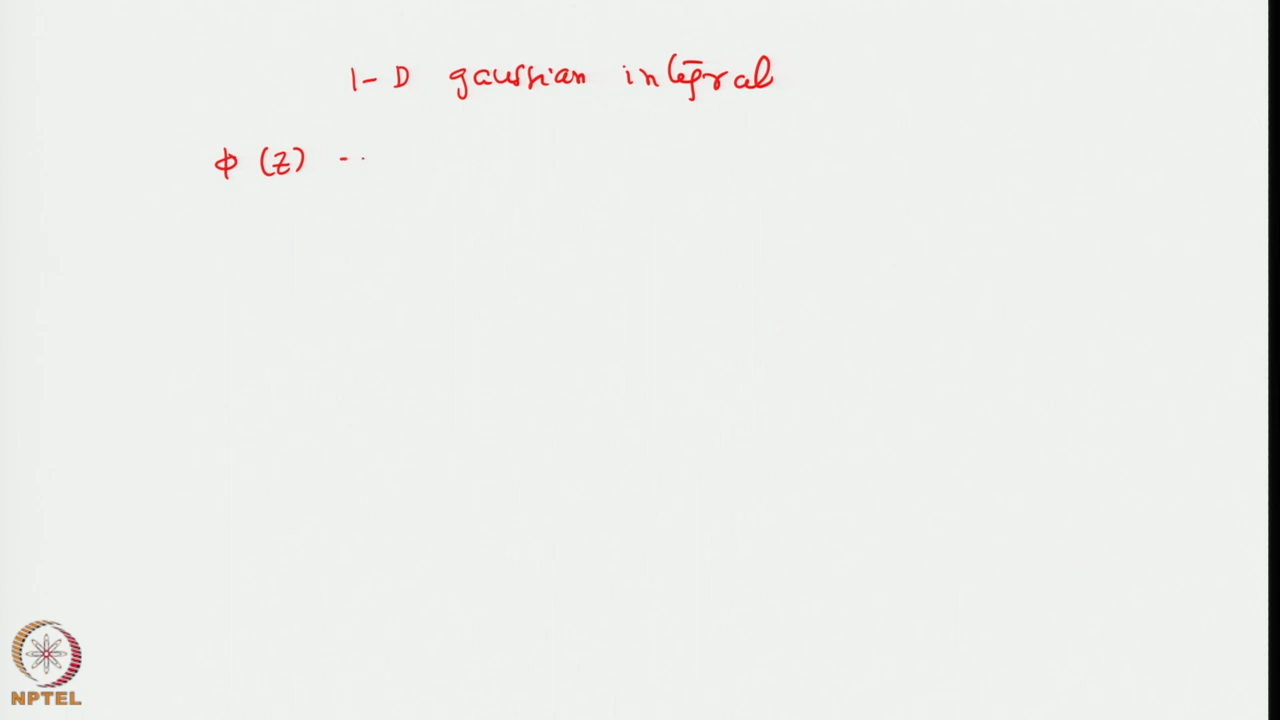 1-D gaussian integral
φ (z) -
NPTEL